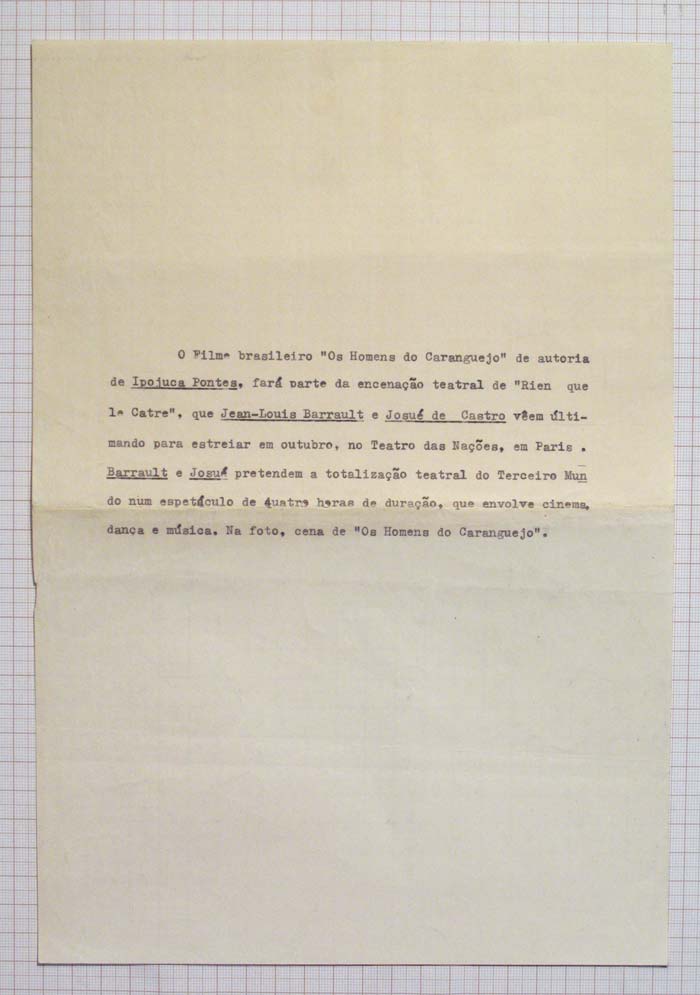 O Filme brasileiro "Os Homens do Caranguejo" de autoria
de Ipojuca Pontes, fará parte da encenação teatral de "Rien que
le Catre", que Jean-Louis Barrault e Josué de Castro vêem últi-
mando para estreiar em outubro, no Teatro das Nações, em Paris .
Barrault e Josué pretendem a totalização teatral do Terceiro Mun
do num espetáculo de quatro horas de duração, que envolve cinema,
dança e música. Na foto, cena de "Os Homens do Caranguejo".